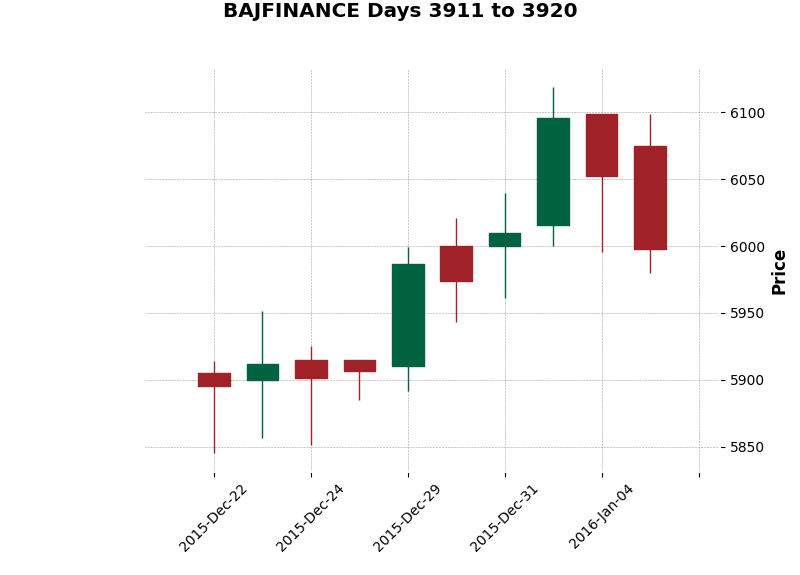 BAJFINANCE Days 3911 to 3920
6100
6050
6000
5950
5900
5850
Price
2015-Dec-22
2015-Dec-24
2015-Dec-29
2015-Dec-31
2016-Jan-04